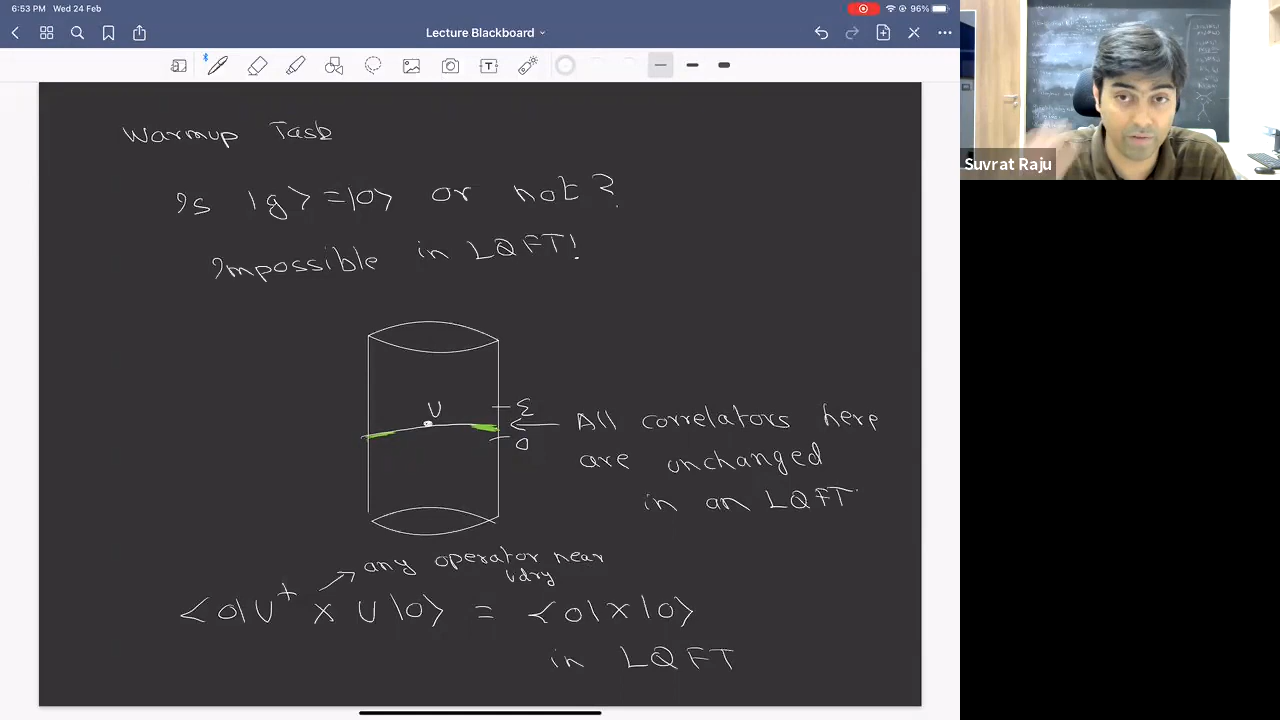 6:53 PM Wed 24 Feb
96%
Lecture Blackboard
Warmup Task
Is |g> = |0> or not?
Impossible in LQFT!
U
ε
0
All correlators here
are unchanged
in an LQFT
any operator near
bdry
<0|U† X U|0> = <0|X|0>
in LQFT
Suvrat Raju